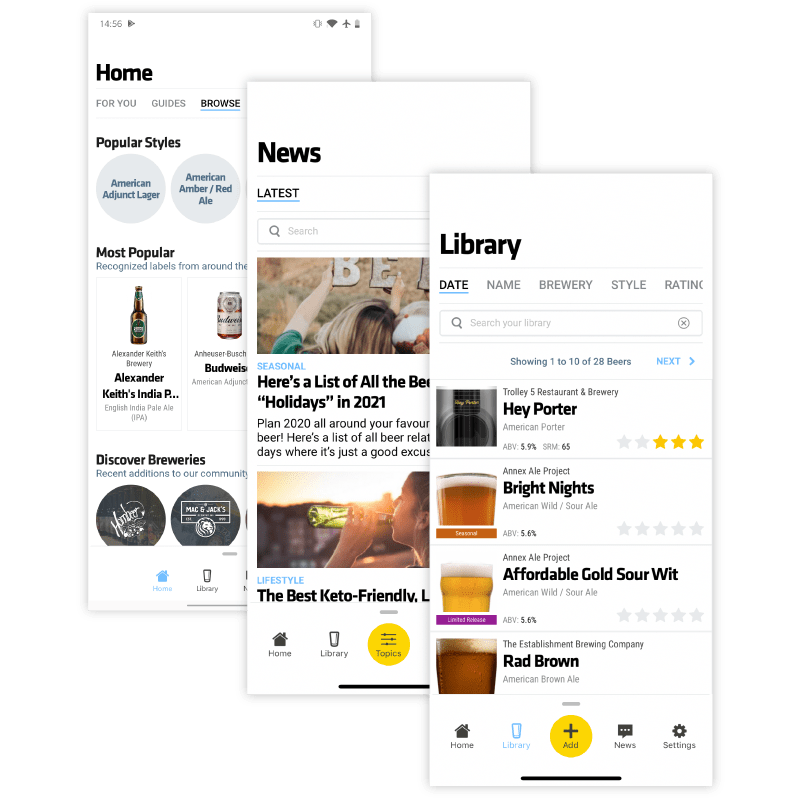 14:56
Home
FOR YOU GUIDES BROWSE
Popular Styles
American
Adjunct Lager
American
Amber / Red
Ale
Most Popular
Recognized labels from around the
Alexander Keith's
Brewery
Alexander
Keith's India P...
English India Pale Ale
(IPA)
Budweiser
Anheuser-Busch
Budweise
American Adjunct
Discover Breweries
Recent additions to our community
MAC & JACK'S
Home
Library
N
News
LATEST
Search
BEE
SEASONAL
Here's a List of All the Bee
“Holidays” in 2021
Plan 2020 all around your favour
beer! Here's a list of all beer relat
days where it's just a good excus
LIFESTYLE
The Best Keto-Friendly, L
Home
Library
Topics
Library
DATE NAME BREWERY STYLE RATING
Search your library
Showing 1 to 10 of 28 Beers
NEXT
Hey Porter
Trolley 5 Restaurant & Brewery
Hey Porter
American Porter
ABV: 5.9% SRM: 65
Annex Ale Project
Bright Nights
American Wild / Sour Ale
Seasonal
ABV: 5.6%
Annex Ale Project
Affordable Gold Sour Wit
American Wild / Sour Ale
Limited Release
ABV: 5.6%
The Establishment Brewing Company
Rad Brown
American Brown Ale
Home
Library
Add
News
Settings